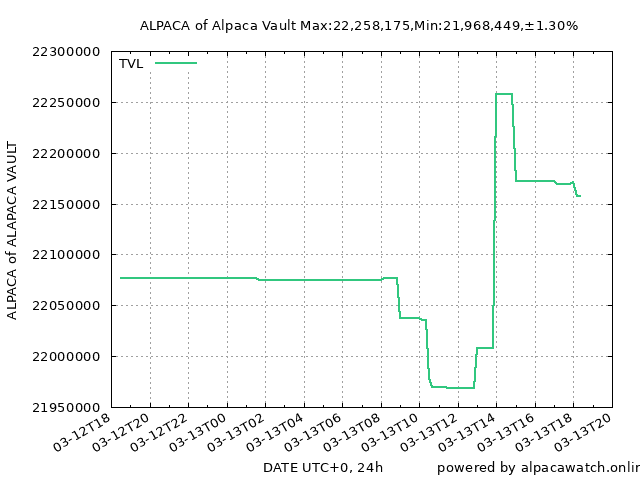 ALPACA of Alpaca Vault Max:22,258,175,Min:21,968,449,±1.30%
TVL
ALPACA of ALAPACA VAULT
22300000
22250000
22200000
22150000
22100000
22050000
22000000
21950000
03-12T18
03-12T20
03-12T22
03-13T00
03-13T02
03-13T04
03-13T06
03-13T08
03-13T10
03-13T12
03-13T14
03-13T16
03-13T18
03-13T20
DATE UTC+0, 24h
powered by alpacawatch.onlin